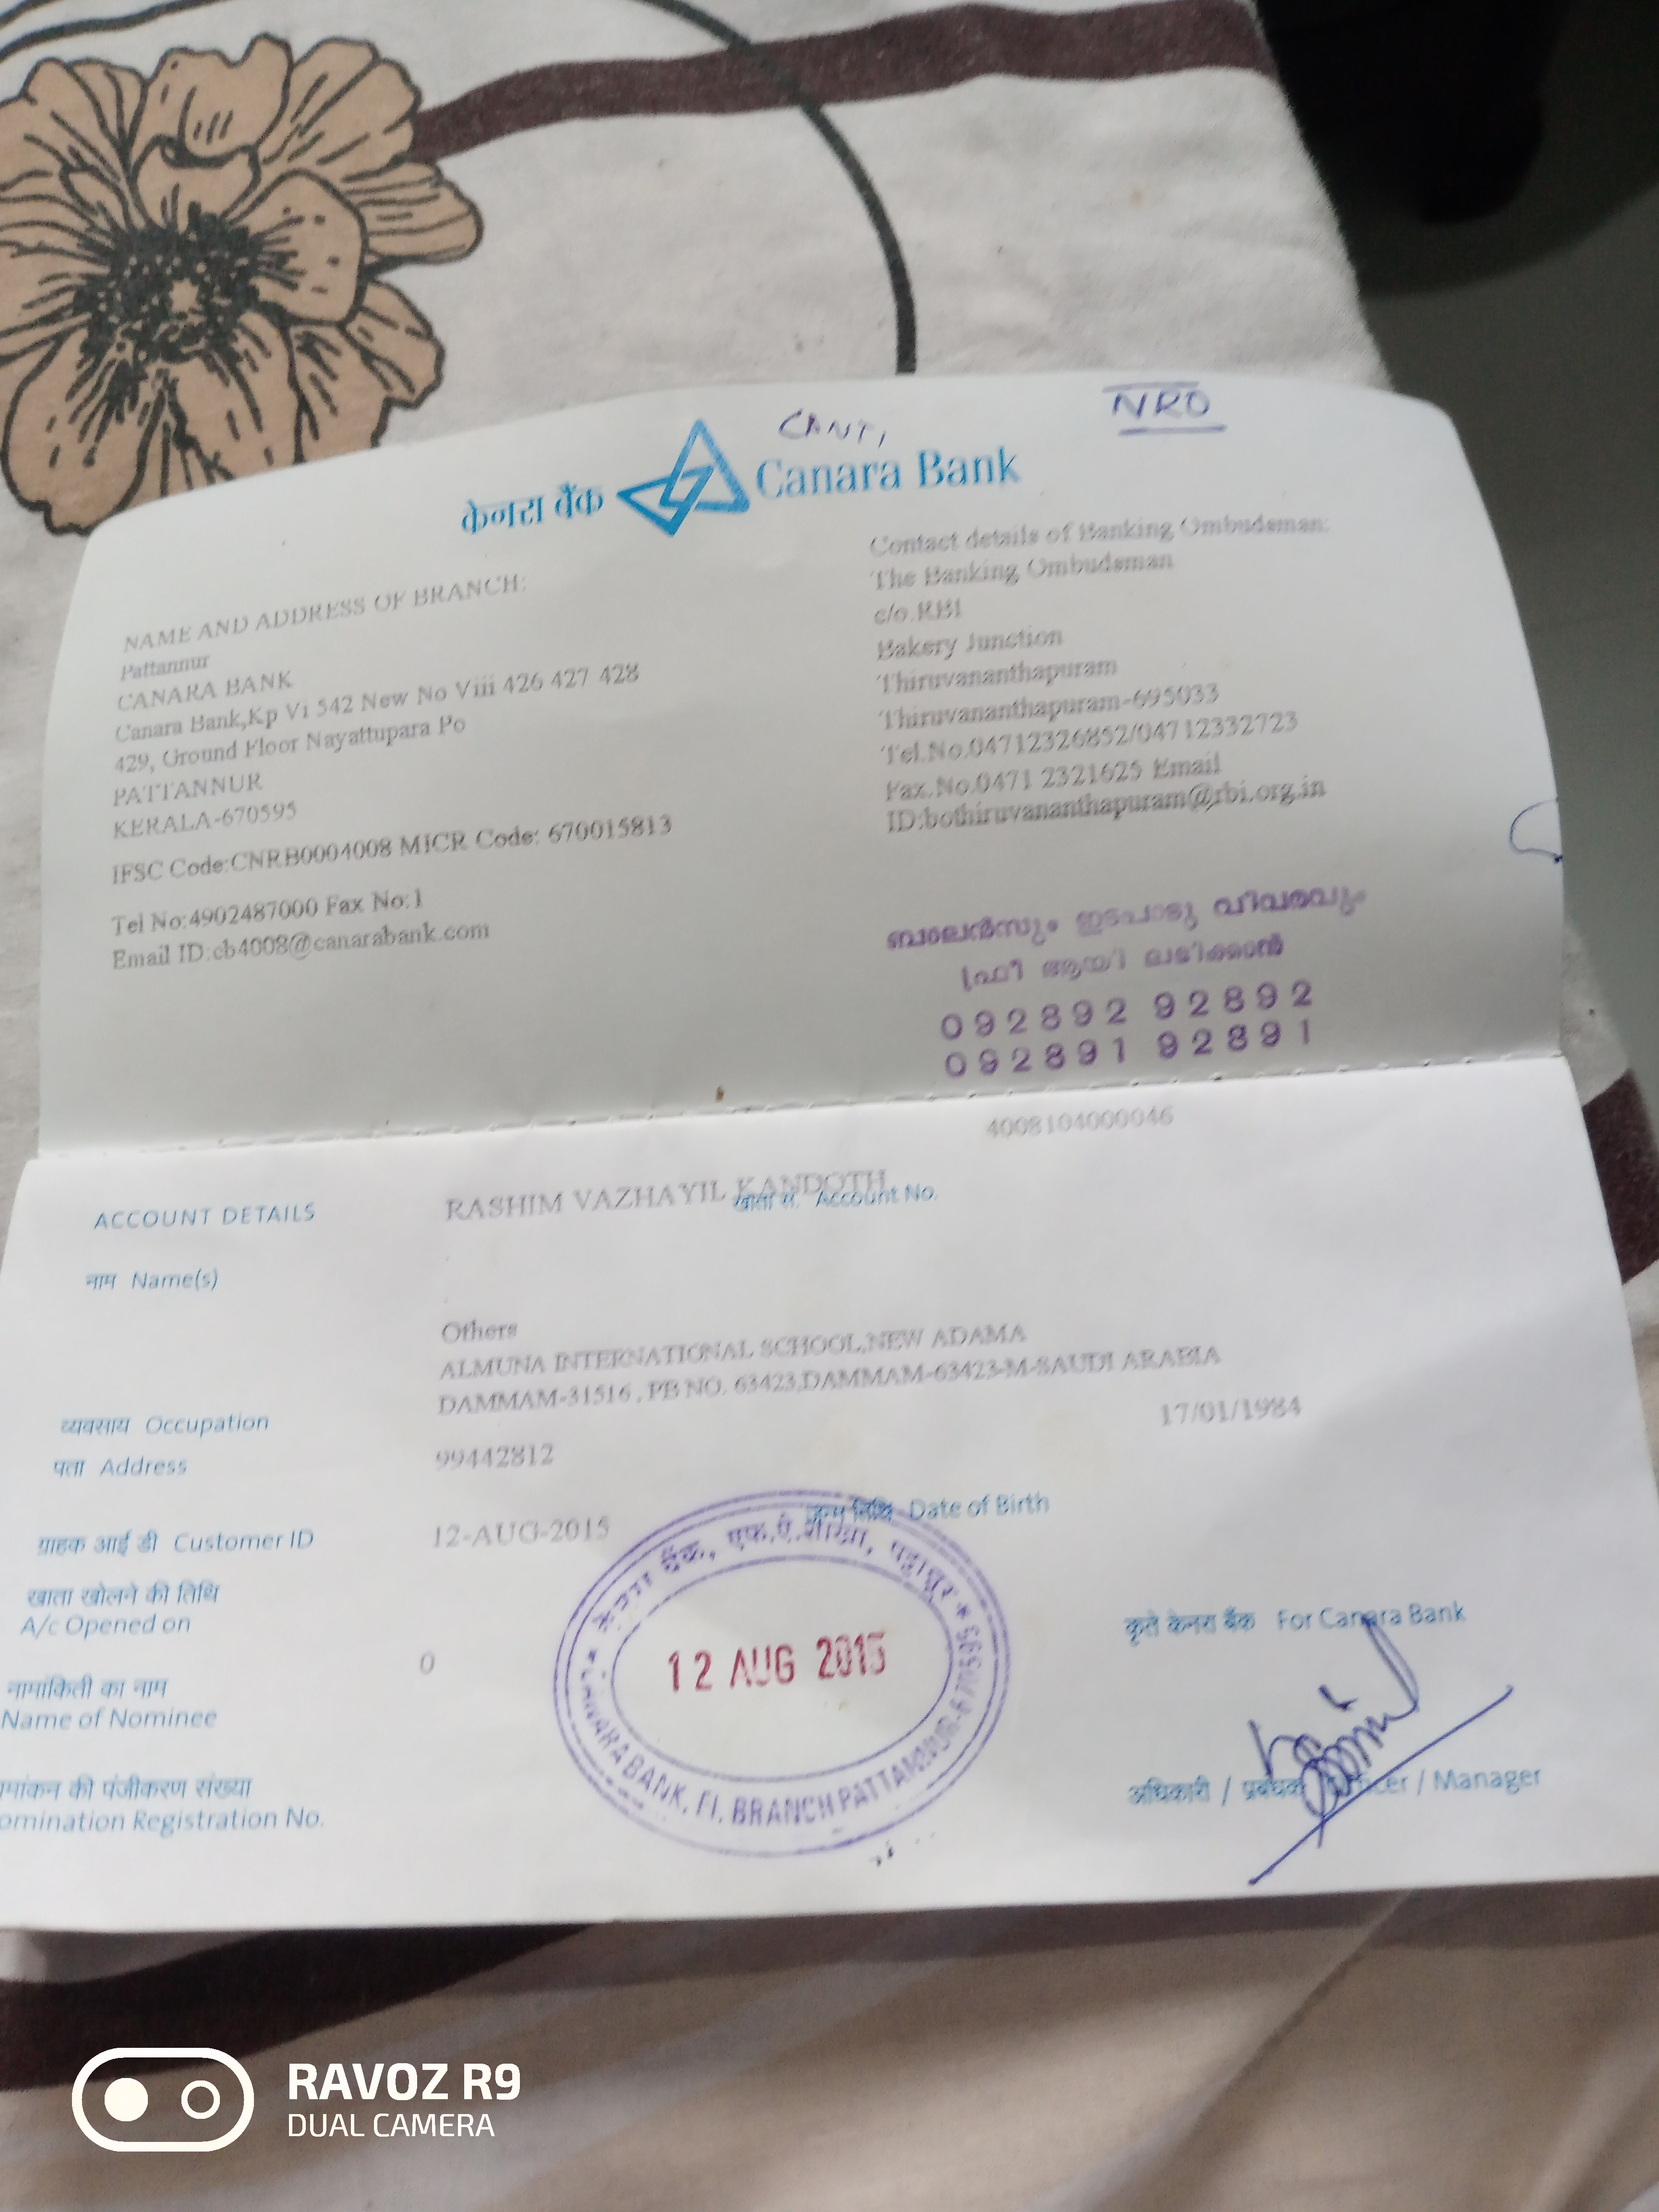 CANTI
NRO
केनरा बैंक Canara Bank
NAME AND ADDRESS OF BRANCH:
Pattannur
CANARA BANK
Canara Bank,Kp Vi 542 New No Viii 426 427 428
429, Ground Floor Nayattupara Po
PATTANNUR
KERALA-670595
IFSC Code:CNRB0004008 MICR Code: 670015813
Tel No:4902487000 Fax No:1
Email ID:cb4008@canarabank.com
Contact details of Banking Ombudsman:
The Banking Ombudsman
c/o.RBI
Bakery Junction
Thiruvananthapuram
Thiruvananthapuram-695033
Tel.No.04712326852/04712332723
Fax.No.0471 2321625 Email
ID:bothiruvananthapuram@rbi.org.in
ബാലൻസും ഇടപാടു വിവരവും
ഫ്രീ ആയി ലഭിക്കാൻ
092892 92892
092891 92891
4008104000046
ACCOUNT DETAILS
RASHIM VAZHAYIL KANDOTH
खाता सं. Account No.
नाम Name(s)
Others
ALMUNA INTERNATIONAL SCHOOL,NEW ADAMA
DAMMAM-31516 , PB NO. 63423,DAMMAM-63423-M-SAUDI ARABIA
व्यवसाय Occupation
17/01/1984
पता Address
99442812
जन्म तिथि Date of Birth
ग्राहक आई डी Customer ID
12-AUG-2015
खाता खोलने की तिथि
A/c Opened on
0
नामांकिती का नाम
Name of Nominee
मांकन की पंजीकरण संख्या
omination Registration No.
केनरा बैंक, एफ.ऐ.शाखा,
12 AUG 2015
CANARA BANK, FI. BRANCH PATTANNUR-670595
कृते केनरा बैंक For Canara Bank
अधिकारी / प्रबंधक Officer / Manager
RAVOZ R9
DUAL CAMERA